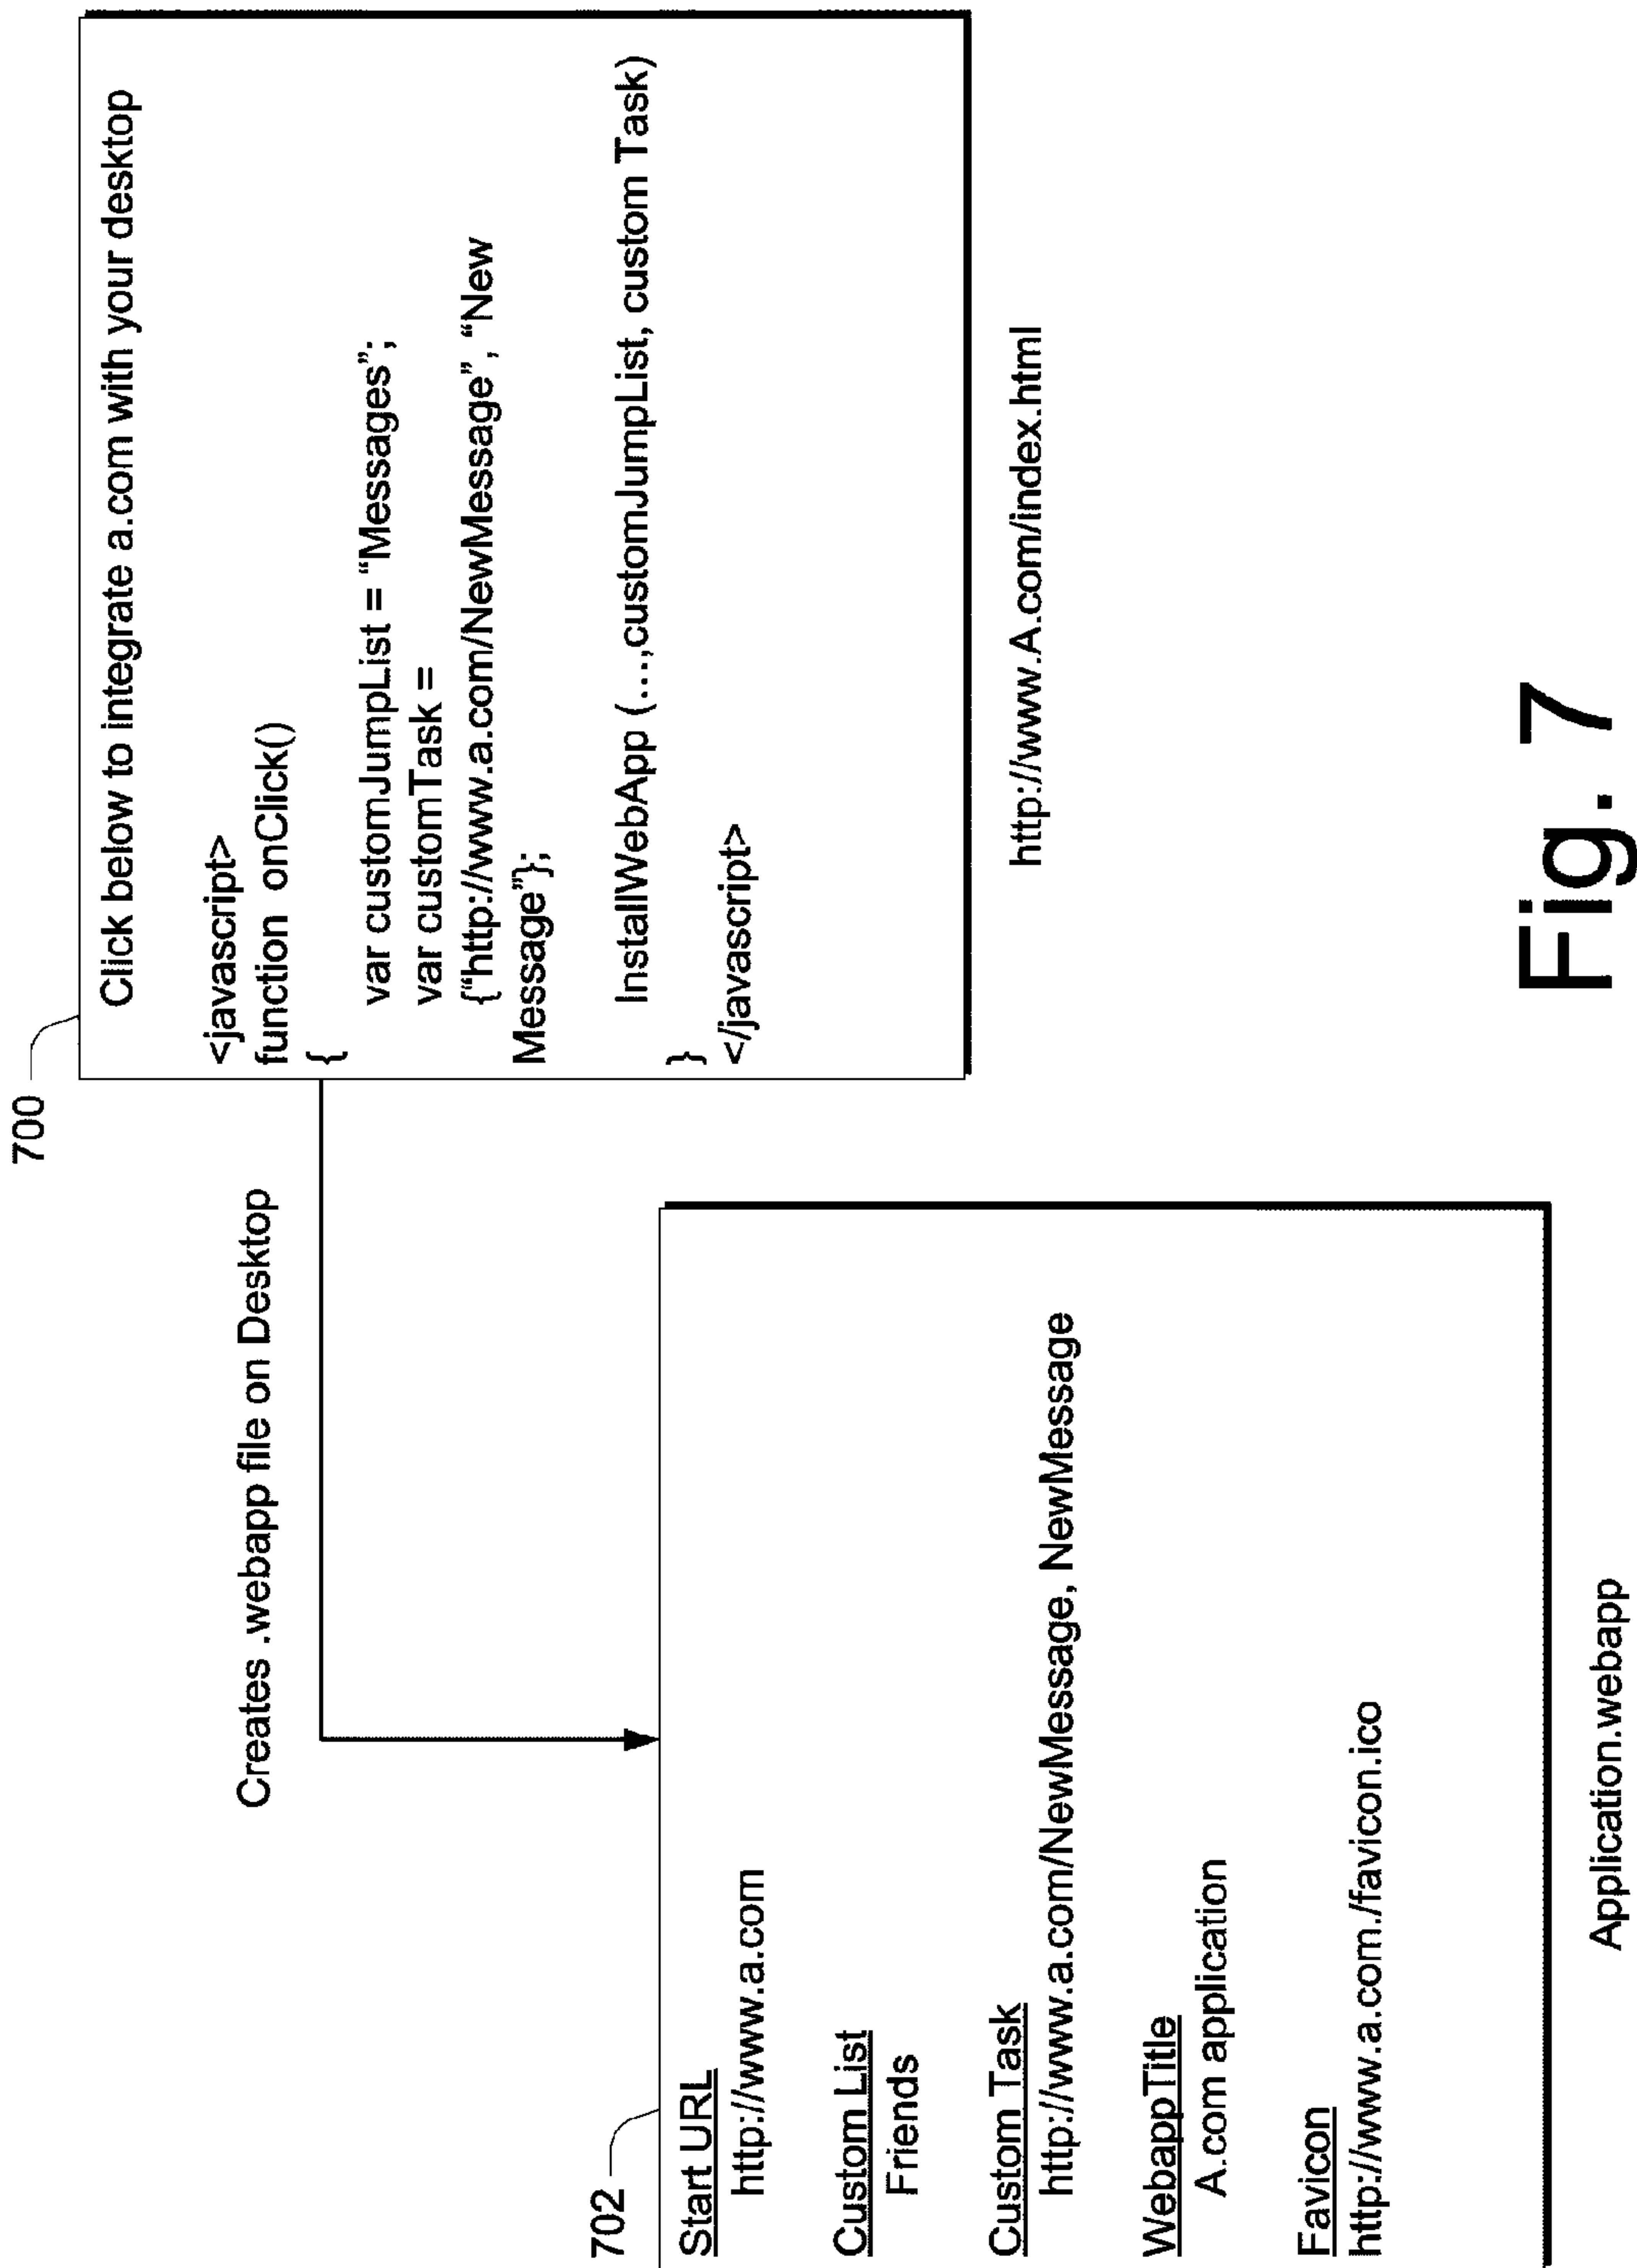 700
Click below to integrate a.com with your desktop
<javascript>
function onClick()
{
var customJumpList = “Messages”;
var customTask =
{“http://www.a.com/NewMessage”, “New
Message”};
InstallWebApp (…,customJumpList, custom Task)
}
</javascript>
http://www.A.com/index.html
Creates .webapp file on Desktop
702
Start URL
http://www.a.com
Custom List
Friends
Custom Task
http://www.a.com/NewMessage, NewMessage
WebappTitle
A.com application
Favicon
http://www.a.com./favicon.ico
Application.webapp
Fig. 7